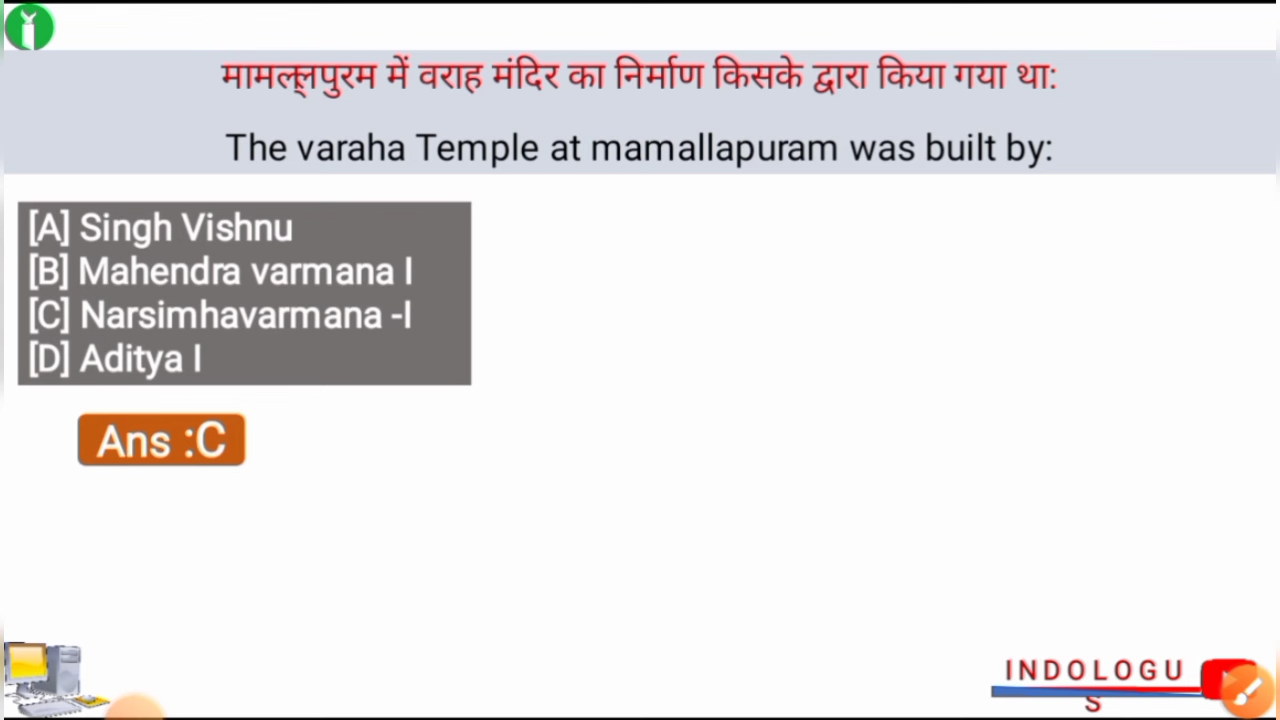 मामल्ल्पुरम में वराह मंदिर का निर्माण किसके द्वारा किया गया था:
The varaha Temple at mamallapuram was built by:
[A] Singh Vishnu
[B] Mahendra varmana I
[C] Narsimhavarmana -I
[D] Aditya I
Ans :C
INDOLOGU
S